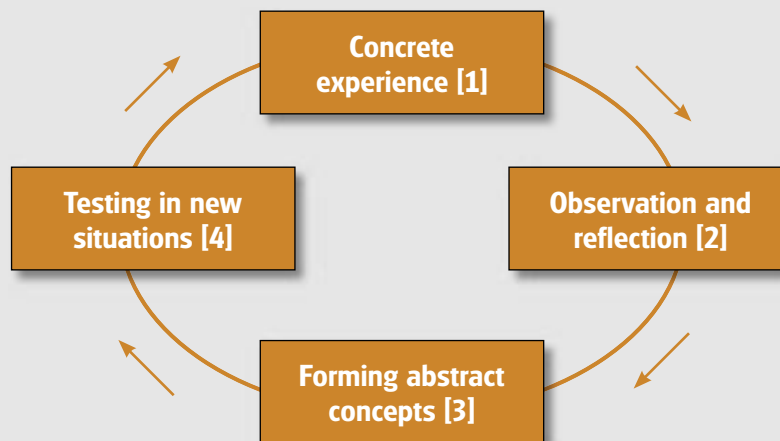 Concrete
experience [1]
Observation and
reflection [2]
Forming abstract
concepts [3]
Testing in new
situations [4]